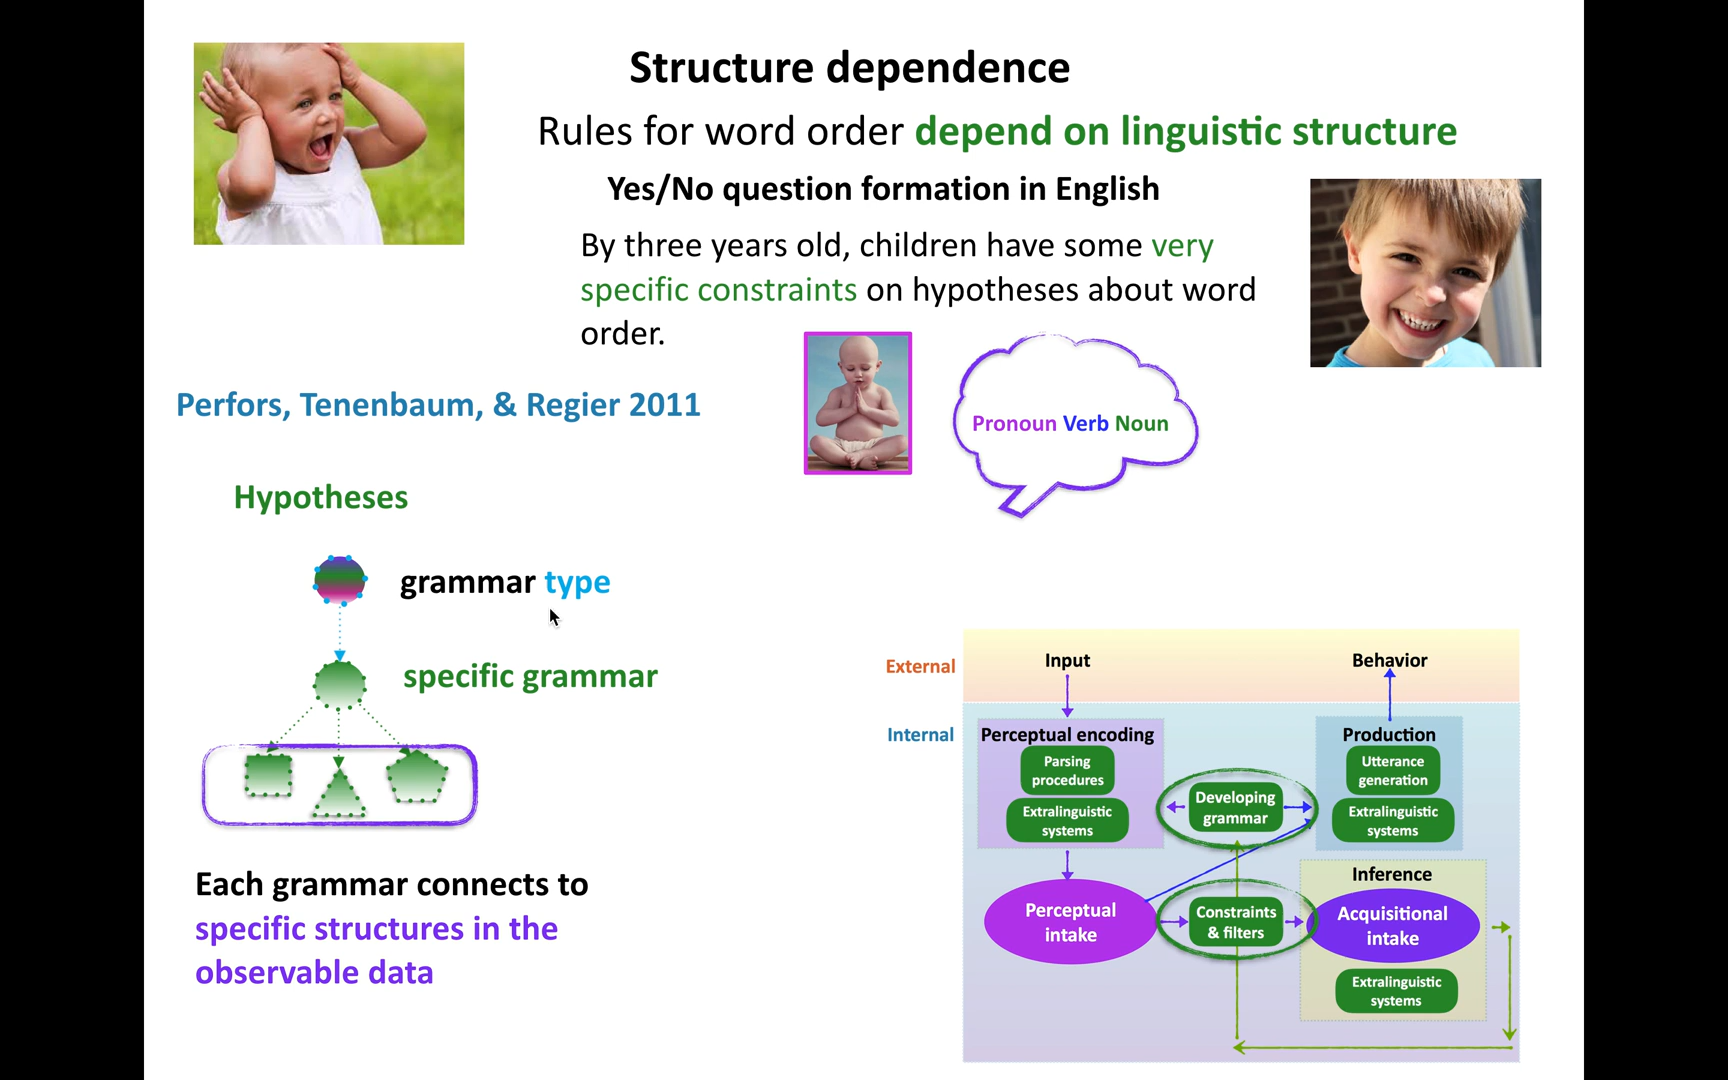 Structure dependence
Rules for word order depend on linguistic structure
Yes/No question formation in English
By three years old, children have some very
specific constraints on hypotheses about word
order.
Perfors, Tenenbaum, & Regier 2011
Pronoun Verb Noun
Hypotheses
grammar type
specific grammar
Each grammar connects to
specific structures in the
observable data
External
Input
Behavior
Internal
Perceptual encoding
Parsing
procedures
Extralinguistic
systems
Developing
grammar
Production
Utterance
generation
Extralinguistic
systems
Perceptual
intake
Constraints
& filters
Inference
Acquisitional
intake
Extralinguistic
systems